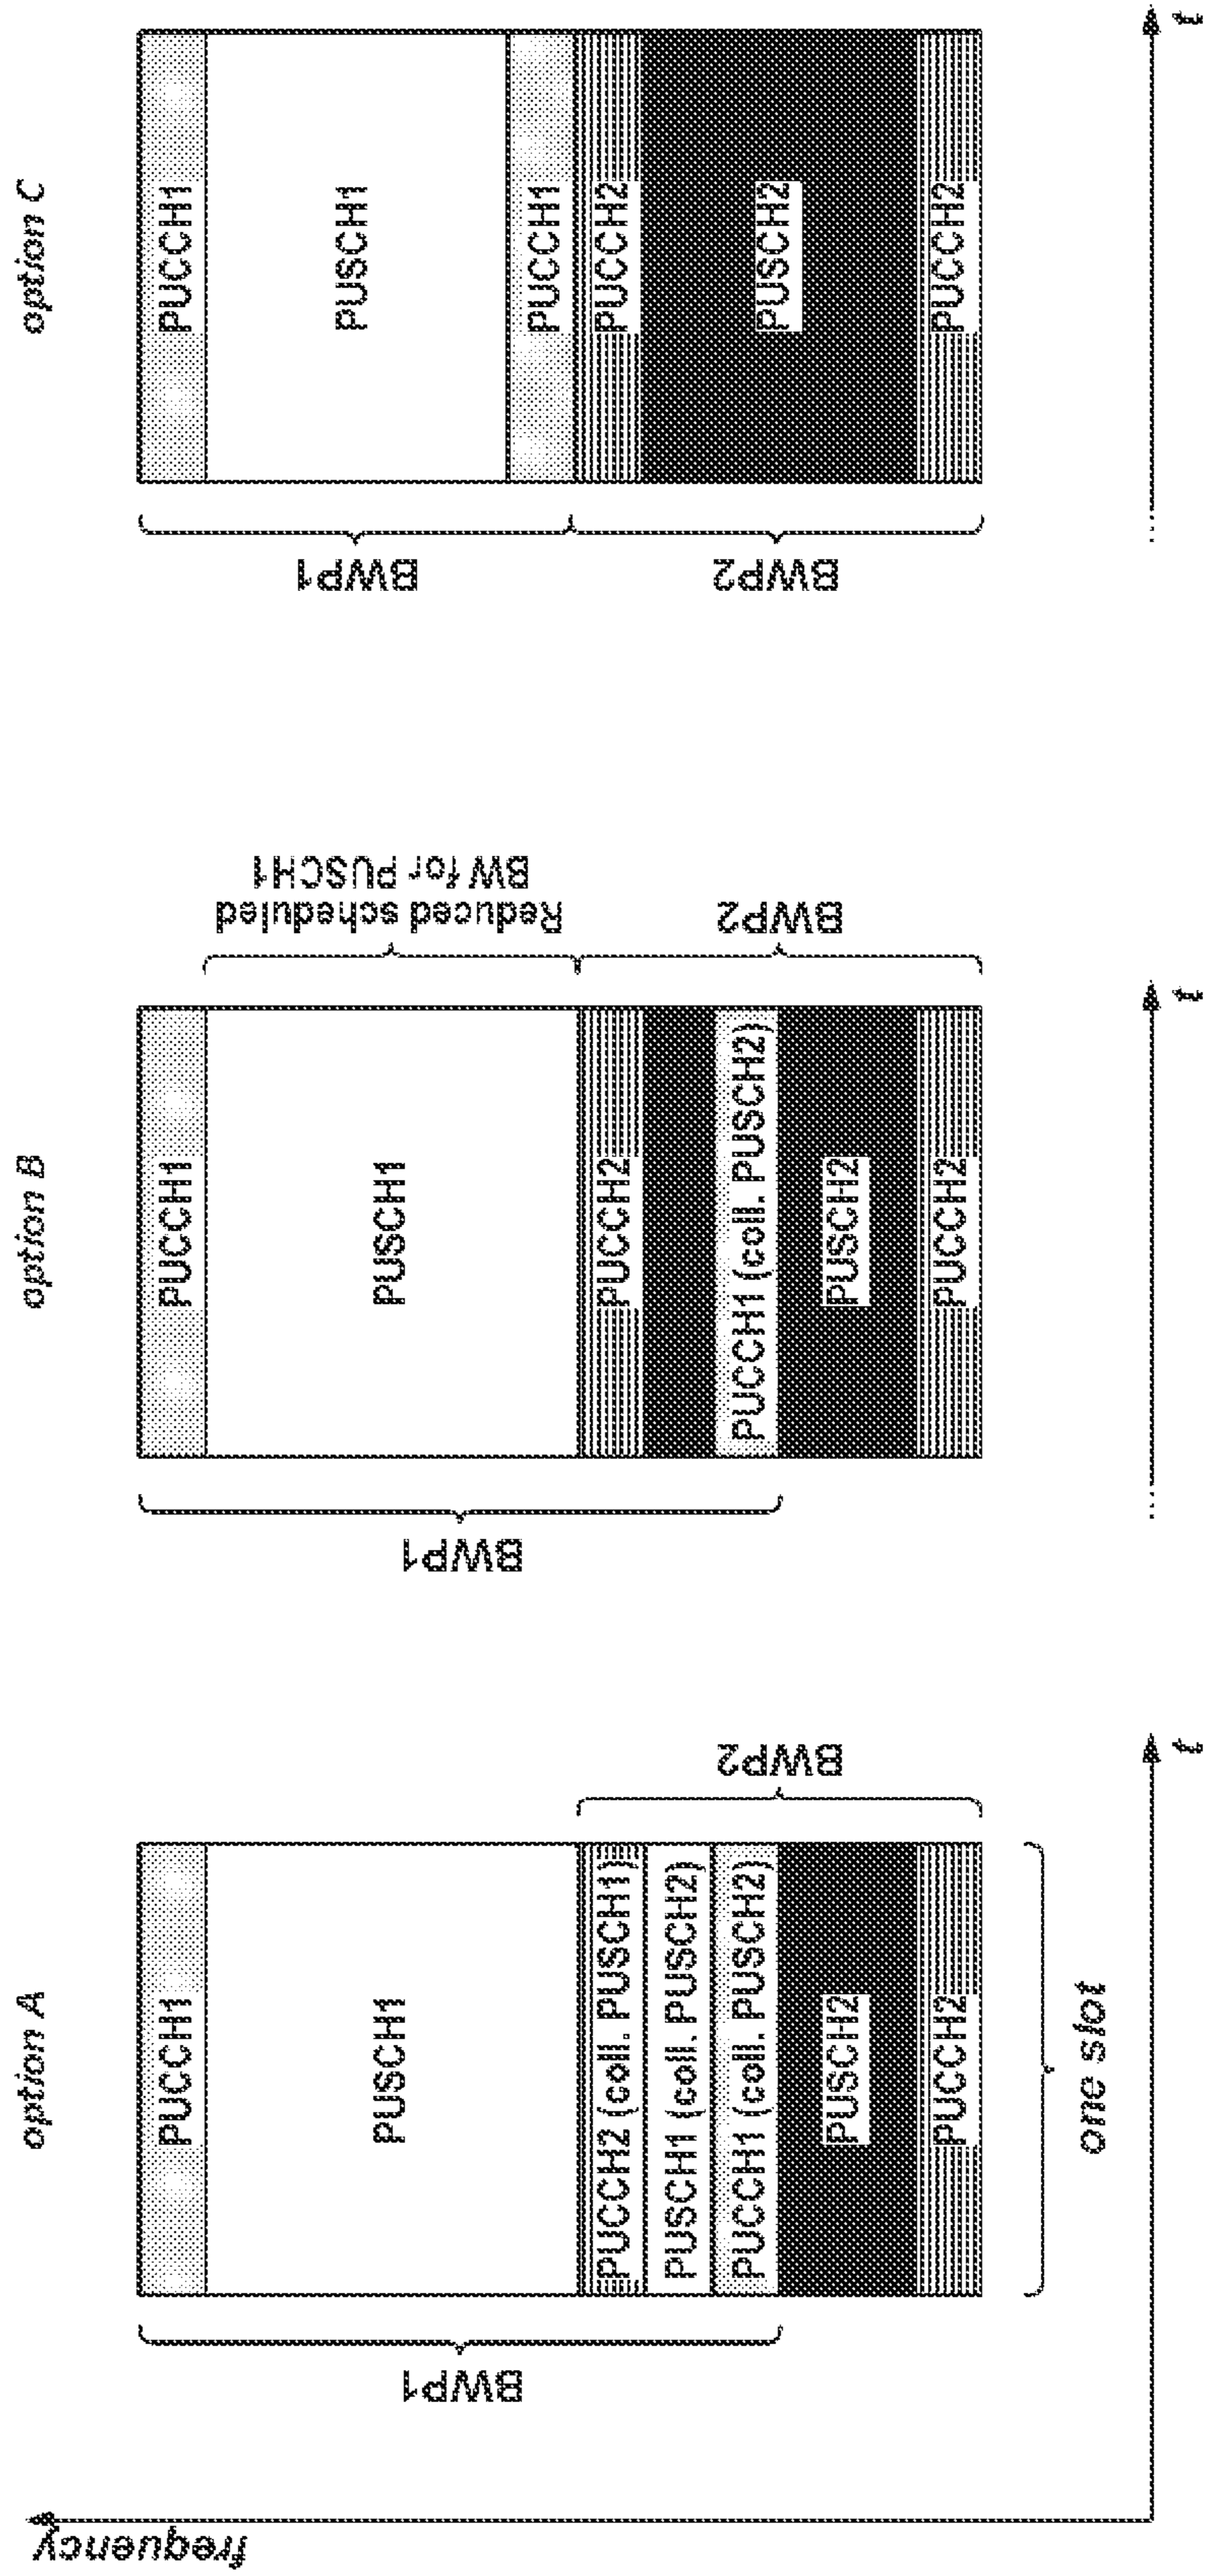 frequency
option A
BWP1
PUCCH1
PUSCH1
PUCCH2 (coll. PUSCH1)
PUSCH1 (coll. PUSCH2)
PUCCH1 (coll. PUSCH2)
PUSCH2
PUCCH2
BWP2
one slot
t
option B
BWP1
PUCCH1
PUSCH1
PUCCH2
PUCCH1 (coll. PUSCH2)
PUSCH2
PUCCH2
Reduced scheduled
BW for PUSCH1
BWP2
t
option C
BWP1
BWP2
PUCCH1
PUSCH1
PUCCH1
PUCCH2
PUSCH2
PUCCH2
t